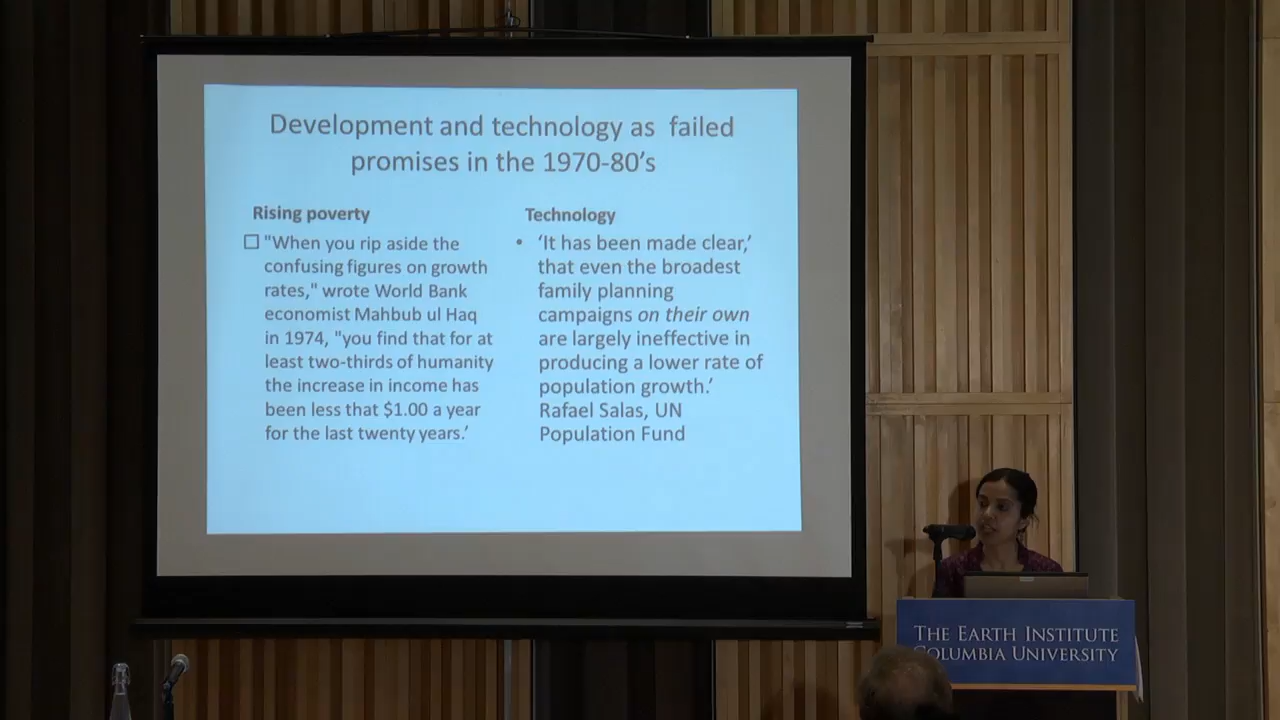 Development and technology as failed
promises in the 1970-80's
Rising poverty
"When you rip aside the
confusing figures on growth
rates," wrote World Bank
economist Mahbub ul Haq
in 1974, "you find that for at
least two-thirds of humanity
the increase in income has
been less that $1.00 a year
for the last twenty years.'
Technology
• ‘It has been made clear,’
that even the broadest
family planning
campaigns on their own
are largely ineffective in
producing a lower rate of
population growth.’
Rafael Salas, UN
Population Fund
THE EARTH INSTITUTE
COLUMBIA UNIVERSITY